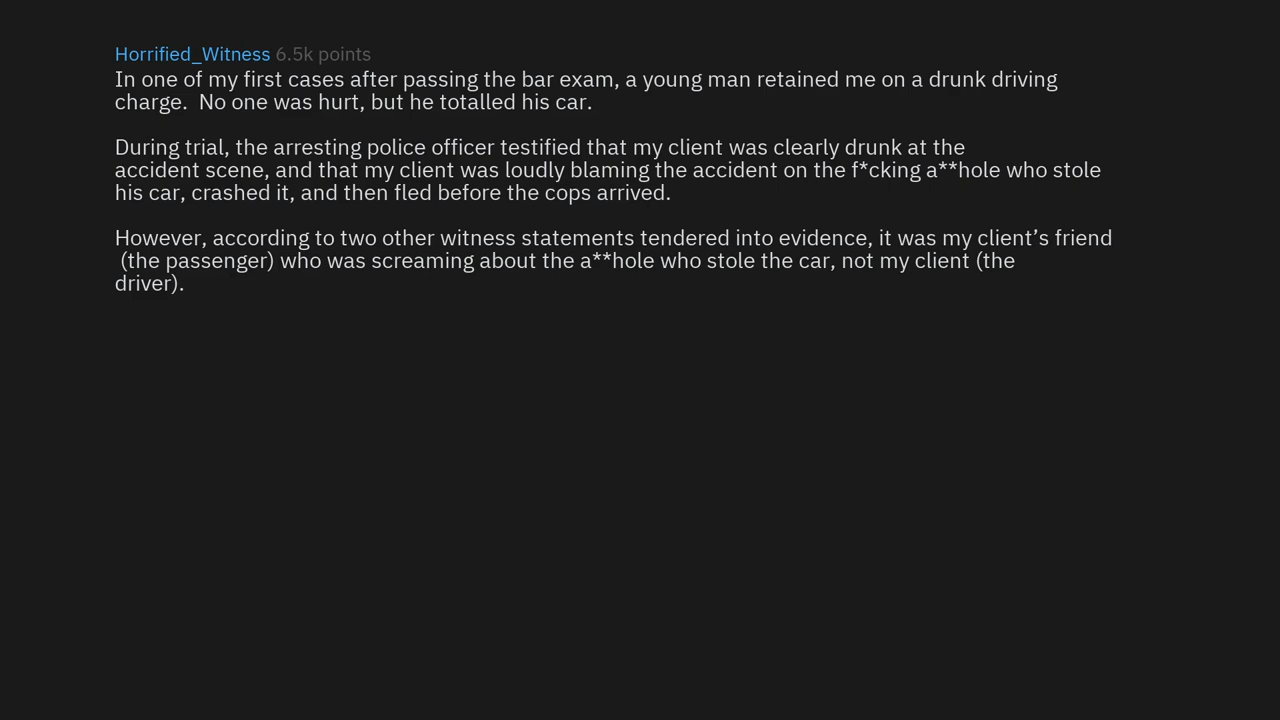 Horrified_Witness 6.5k points
In one of my first cases after passing the bar exam, a young man retained me on a drunk driving
charge.  No one was hurt, but he totalled his car.
During trial, the arresting police officer testified that my client was clearly drunk at the
accident scene, and that my client was loudly blaming the accident on the f*cking a**hole who stole
his car, crashed it, and then fled before the cops arrived.
However, according to two other witness statements tendered into evidence, it was my client’s friend
(the passenger) who was screaming about the a**hole who stole the car, not my client (the
driver).